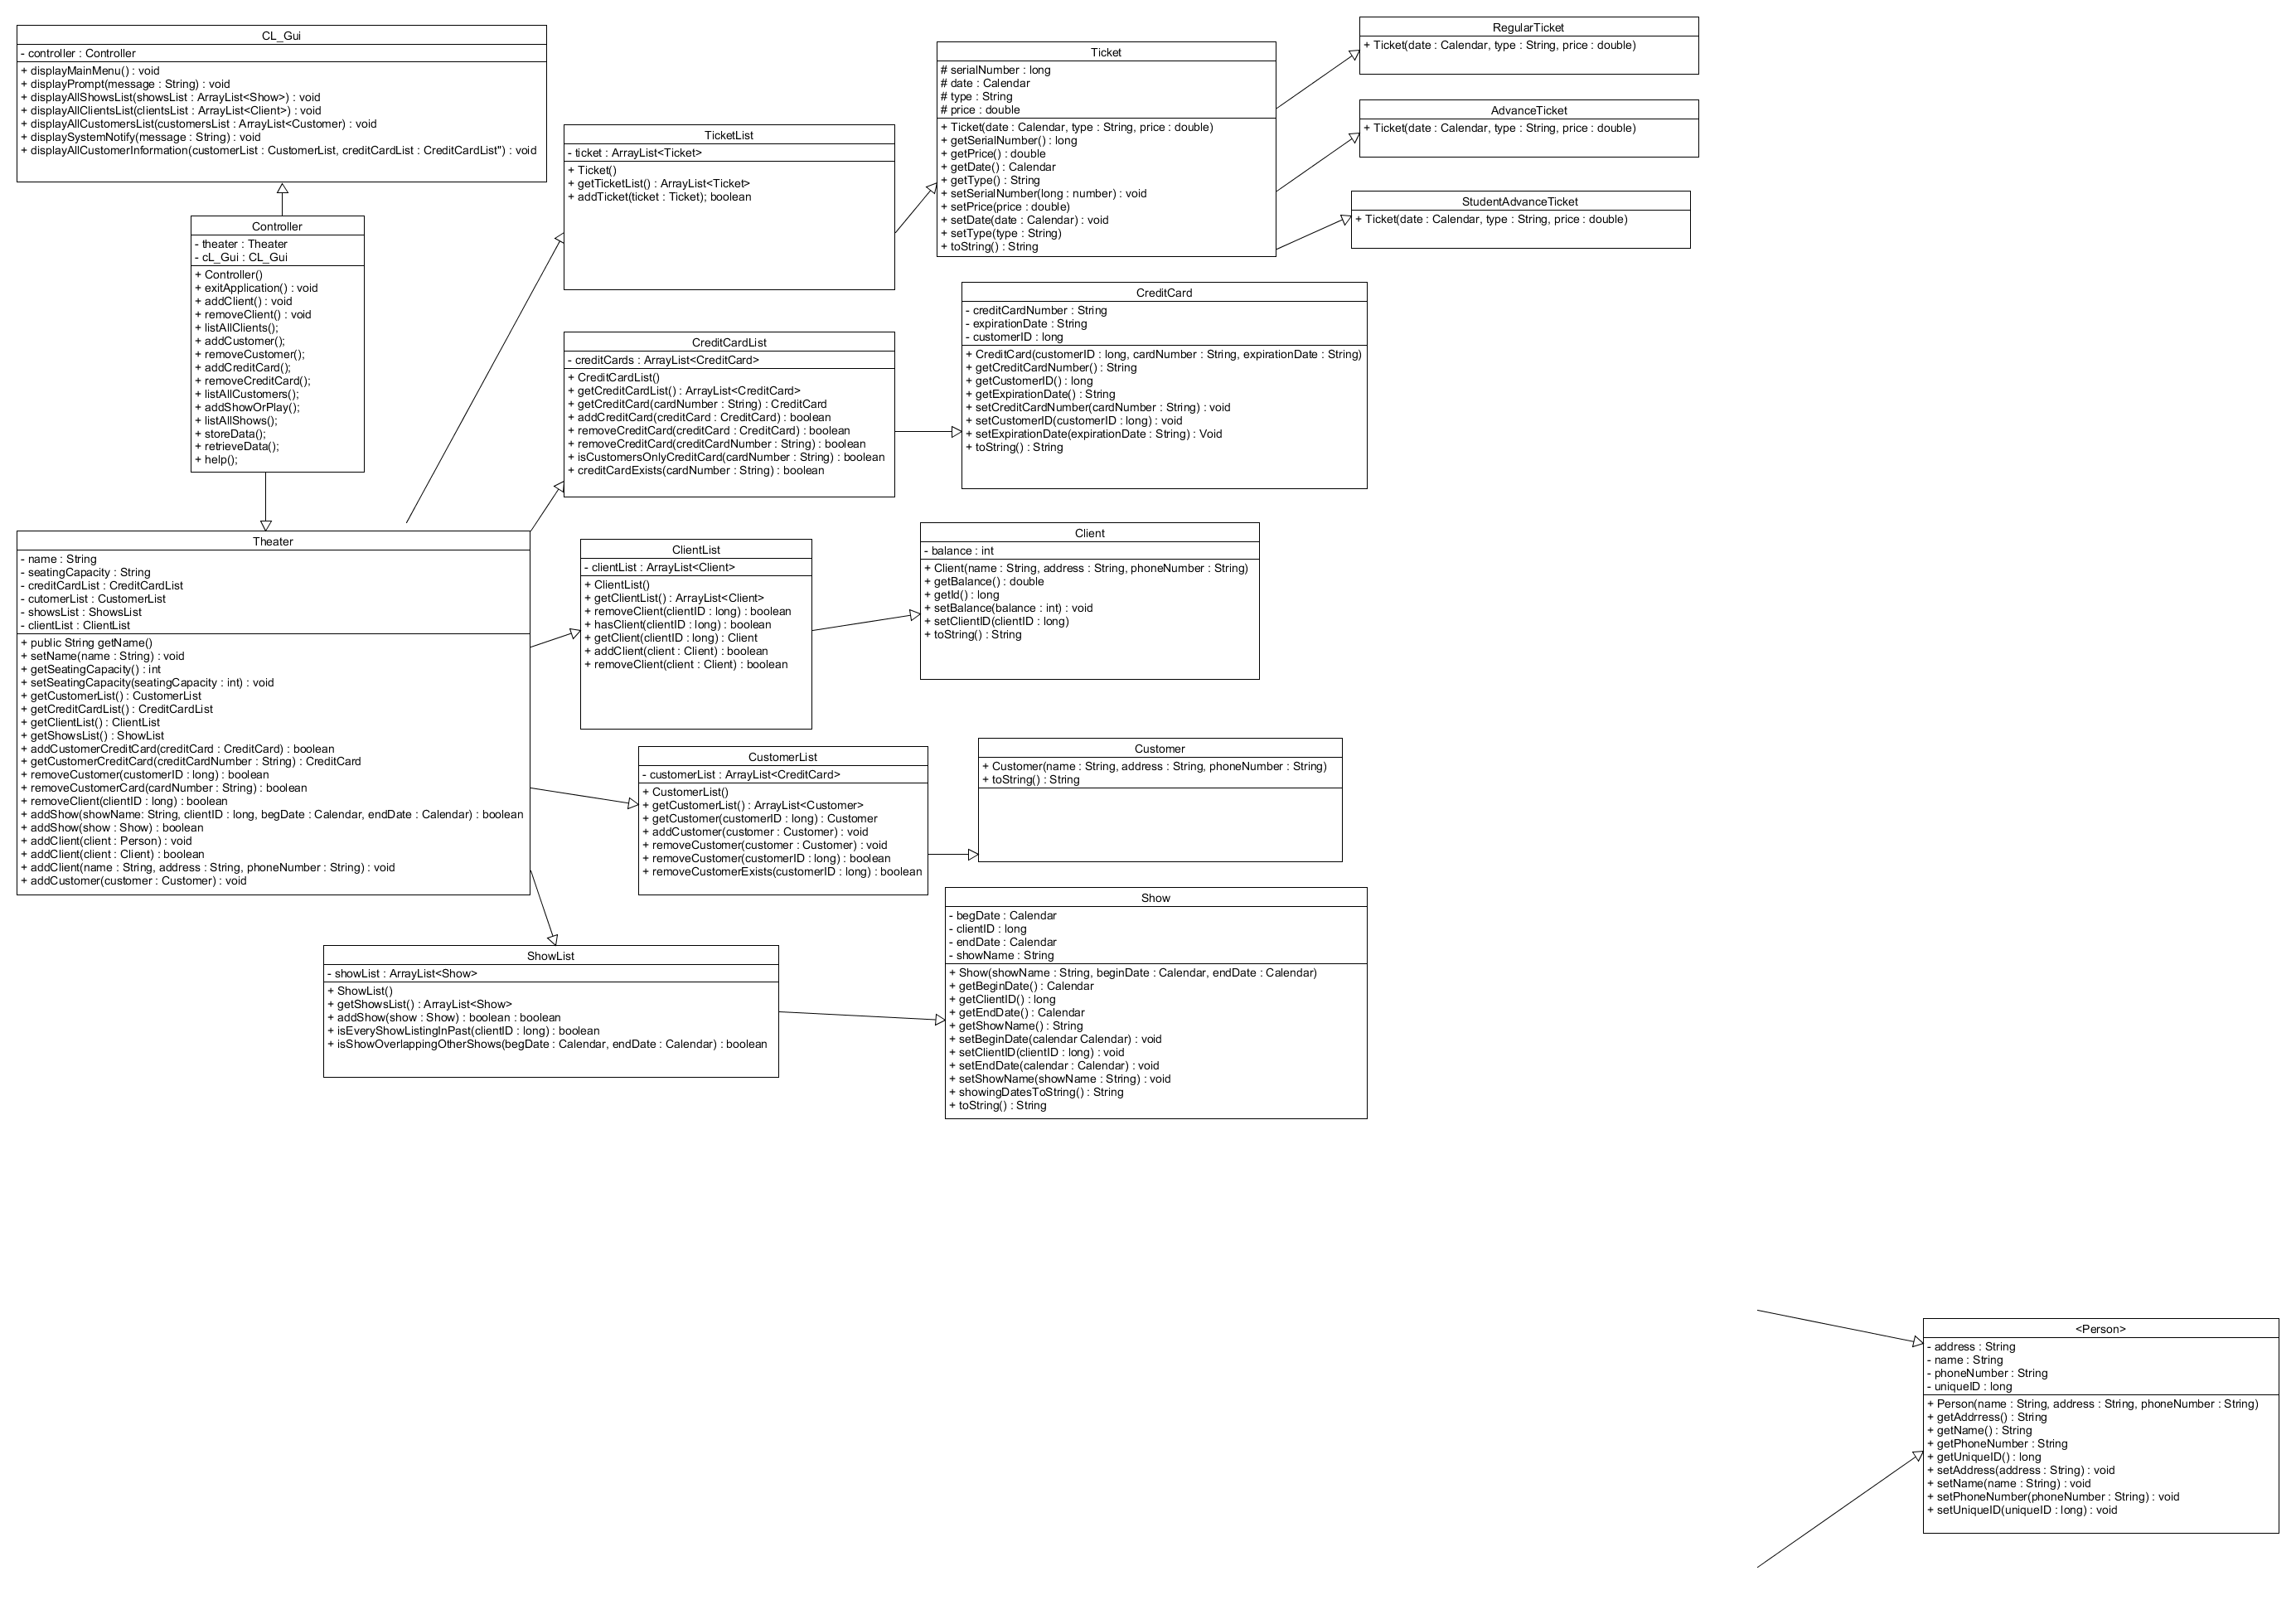 CL_Gui
- controller : Controller
+ displayMainMenu() : void
+ displayPrompt(message : String) : void
+ displayAllShowsList(showsList : ArrayList<Show>) : void
+ displayAllClientsList(clientsList : ArrayList<Client>) : void
+ displayAllCustomersList(customersList : ArrayList<Customer) : void
+ displaySystemNotify(message : String) : void
+ displayAllCustomerInformation(customerList : CustomerList, creditCardList : CreditCardList") : void
Controller
- theater : Theater
- cL_Gui : CL_Gui
+ Controller()
+ exitApplication() : void
+ addClient() : void
+ removeClient() : void
+ listAllClients();
+ addCustomer();
+ removeCustomer();
+ addCreditCard();
+ removeCreditCard();
+ listAllCustomers();
+ addShowOrPlay();
+ listAllShows();
+ storeData();
+ retrieveData();
+ help();
Theater
- name : String
- seatingCapacity : String
- creditCardList : CreditCardList
- cutomerList : CustomerList
- showsList : ShowsList
- clientList : ClientList
+ public String getName()
+ setName(name : String) : void
+ getSeatingCapacity() : int
+ setSeatingCapacity(seatingCapacity : int) : void
+ getCustomerList() : CustomerList
+ getCreditCardList() : CreditCardList
+ getClientList() : ClientList
+ getShowsList() : ShowList
+ addCustomerCreditCard(creditCard : CreditCard) : boolean
+ getCustomerCreditCard(creditCardNumber : String) : CreditCard
+ removeCustomer(customerID : long) : boolean
+ removeCustomerCard(cardNumber : String) : boolean
+ removeClient(clientID : long) : boolean
+ addShow(showName: String, clientID : long, begDate : Calendar, endDate : Calendar) : boolean
+ addShow(show : Show) : boolean
+ addClient(client : Person) : void
+ addClient(client : Client) : boolean
+ addClient(name : String, address : String, phoneNumber : String) : void
+ addCustomer(customer : Customer) : void
TicketList
- ticket : ArrayList<Ticket>
+ Ticket()
+ getTicketList() : ArrayList<Ticket>
+ addTicket(ticket : Ticket); boolean
Ticket
# serialNumber : long
# date : Calendar
# type : String
# price : double
+ Ticket(date : Calendar, type : String, price : double)
+ getSerialNumber() : long
+ getPrice() : double
+ getDate() : Calendar
+ getType() : String
+ setSerialNumber(long : number) : void
+ setPrice(price : double)
+ setDate(date : Calendar) : void
+ setType(type : String)
+ toString() : String
RegularTicket
+ Ticket(date : Calendar, type : String, price : double)
AdvanceTicket
+ Ticket(date : Calendar, type : String, price : double)
StudentAdvanceTicket
+ Ticket(date : Calendar, type : String, price : double)
CreditCardList
- creditCards : ArrayList<CreditCard>
+ CreditCardList()
+ getCreditCardList() : ArrayList<CreditCard>
+ getCreditCard(cardNumber : String) : CreditCard
+ addCreditCard(creditCard : CreditCard) : boolean
+ removeCreditCard(creditCard : CreditCard) : boolean
+ removeCreditCard(creditCardNumber : String) : boolean
+ isCustomersOnlyCreditCard(cardNumber : String) : boolean
+ creditCardExists(cardNumber : String) : boolean
CreditCard
- creditCardNumber : String
- expirationDate : String
- customerID : long
+ CreditCard(customerID : long, cardNumber : String, expirationDate : String)
+ getCreditCardNumber() : String
+ getCustomerID() : long
+ getExpirationDate() : String
+ setCreditCardNumber(cardNumber : String) : void
+ setCustomerID(customerID : long) : void
+ setExpirationDate(expirationDate : String) : Void
+ toString() : String
ClientList
- clientList : ArrayList<Client>
+ ClientList()
+ getClientList() : ArrayList<Client>
+ removeClient(clientID : long) : boolean
+ hasClient(clientID : long) : boolean
+ getClient(clientID : long) : Client
+ addClient(client : Client) : boolean
+ removeClient(client : Client) : boolean
Client
- balance : int
+ Client(name : String, address : String, phoneNumber : String)
+ getBalance() : double
+ getId() : long
+ setBalance(balance : int) : void
+ setClientID(clientID : long)
+ toString() : String
CustomerList
- customerList : ArrayList<CreditCard>
+ CustomerList()
+ getCustomerList() : ArrayList<Customer>
+ getCustomer(customerID : long) : Customer
+ addCustomer(customer : Customer) : void
+ removeCustomer(customer : Customer) : void
+ removeCustomer(customerID : long) : boolean
+ removeCustomerExists(customerID : long) : boolean
Customer
+ Customer(name : String, address : String, phoneNumber : String)
+ toString() : String
ShowList
- showList : ArrayList<Show>
+ ShowList()
+ getShowsList() : ArrayList<Show>
+ addShow(show : Show) : boolean : boolean
+ isEveryShowListingInPast(clientID : long) : boolean
+ isShowOverlappingOtherShows(begDate : Calendar, endDate : Calendar) : boolean
Show
- begDate : Calendar
- clientID : long
- endDate : Calendar
- showName : String
+ Show(showName : String, beginDate : Calendar, endDate : Calendar)
+ getBeginDate() : Calendar
+ getClientID() : long
+ getEndDate() : Calendar
+ getShowName() : String
+ setBeginDate(calendar Calendar) : void
+ setClientID(clientID : long) : void
+ setEndDate(calendar : Calendar) : void
+ setShowName(showName : String) : void
+ showingDatesToString() : String
+ toString() : String
<Person>
- address : String
- name : String
- phoneNumber : String
- uniqueID : long
+ Person(name : String, address : String, phoneNumber : String)
+ getAddrress() : String
+ getName() : String
+ getPhoneNumber : String
+ getUniqueID() : long
+ setAddress(address : String) : void
+ setName(name : String) : void
+ setPhoneNumber(phoneNumber : String) : void
+ setUniqueID(uniqueID : long) : void